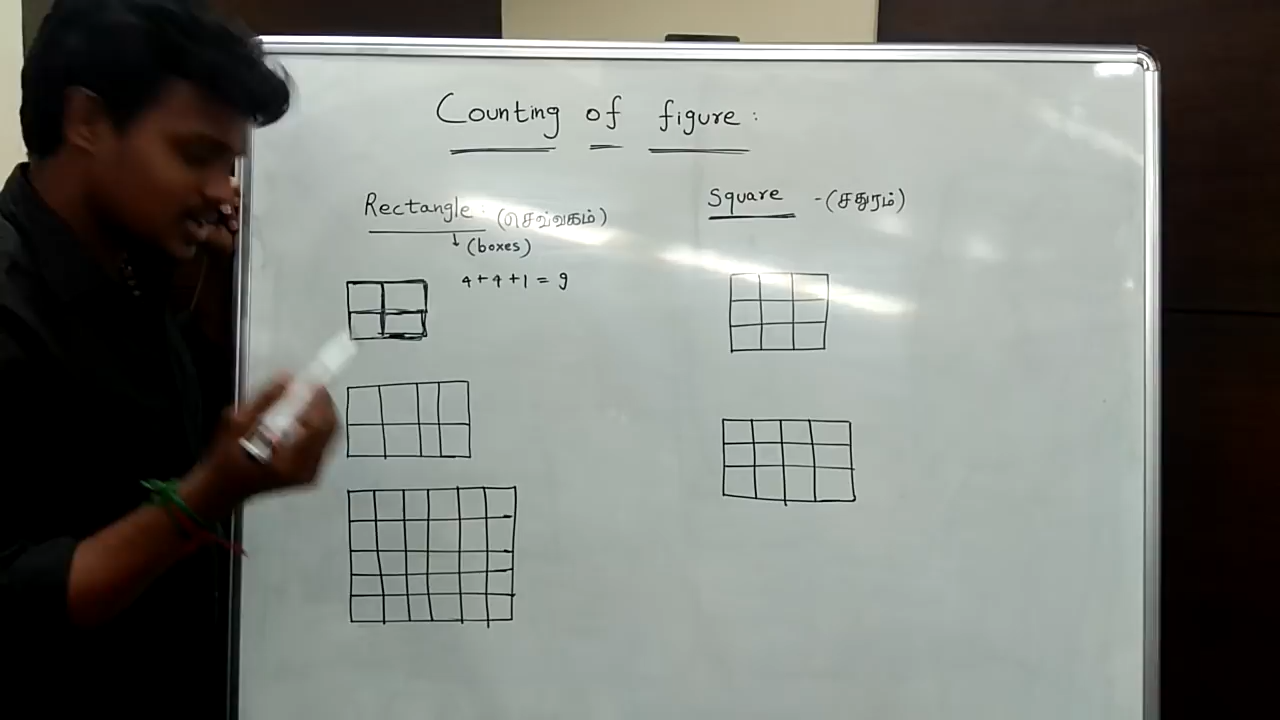 Counting of figure:
Rectangle: (செவ்வகம்)
↓ (boxes)
4+4+1 = 9
Square - (சதுரம்)